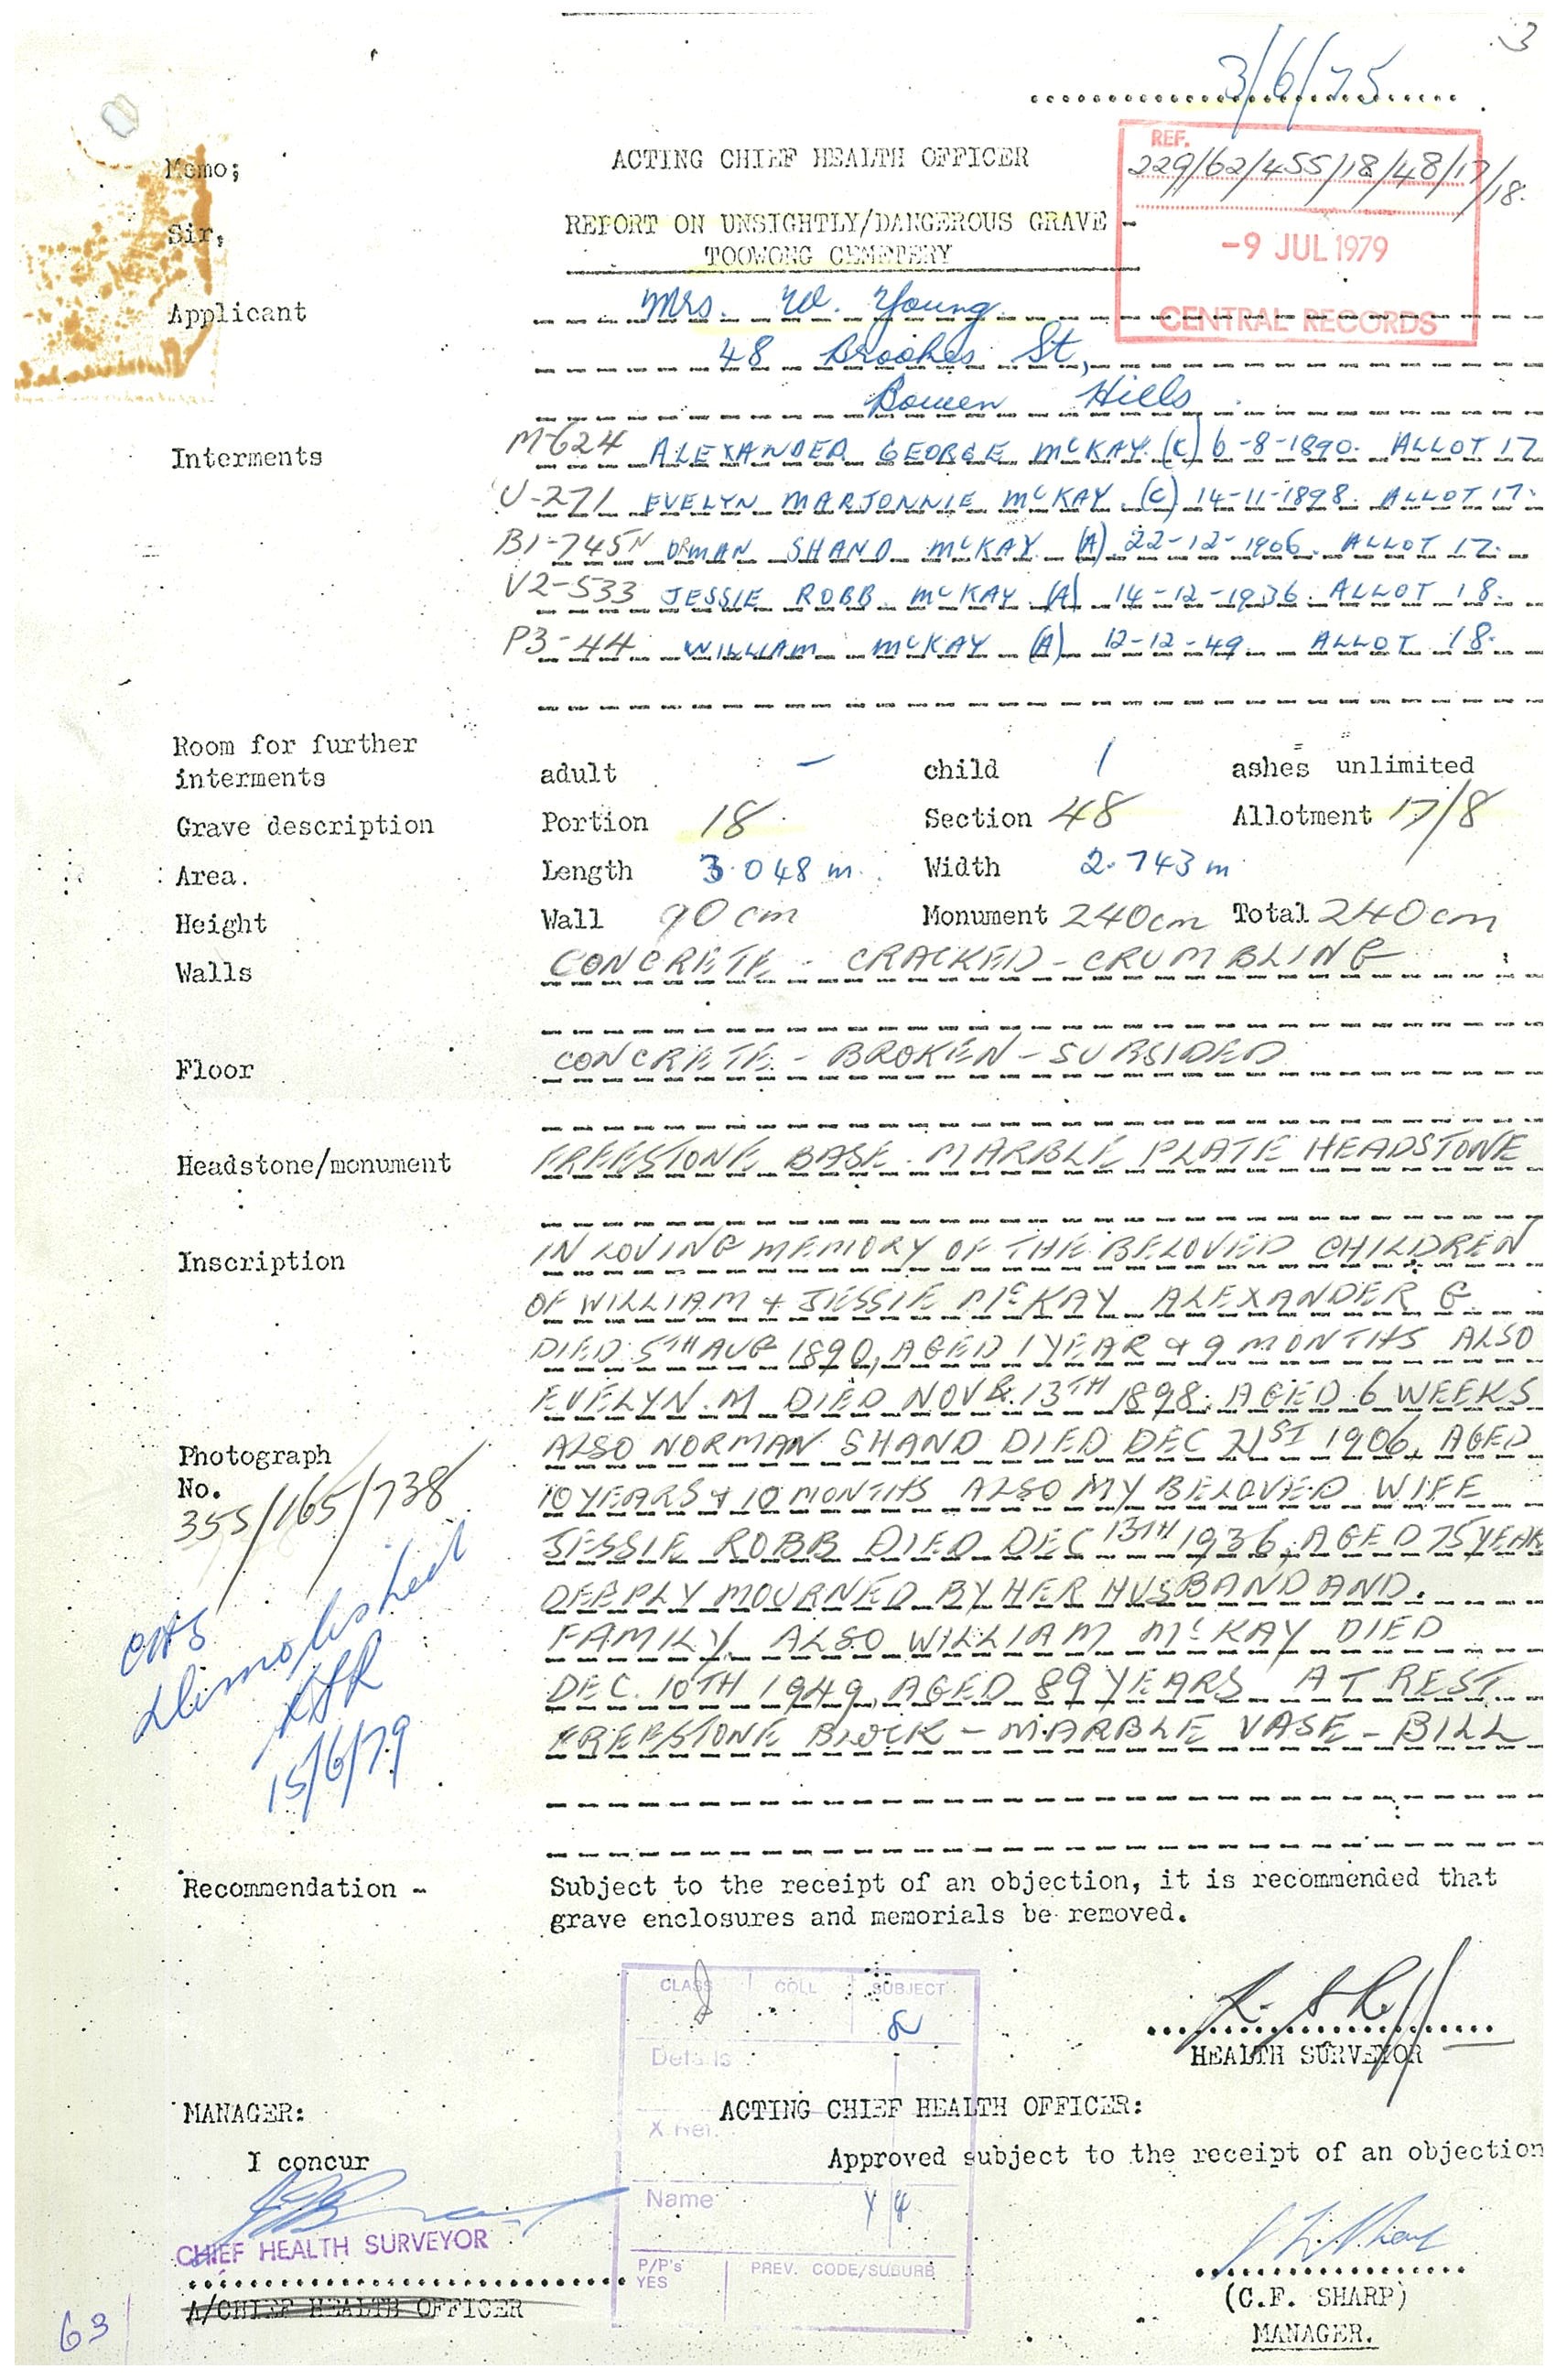 3
3/6/75
Memo;
ACTING CHIEF HEALTH OFFICER
REF.
229/62/455/18/48/17/18.
Sir,
REPORT ON UNSIGHTLY/DANGEROUS GRAVE -
TOOWONG CEMETERY
-9 JUL 1979
CENTRAL RECORDS
Applicant Mrs. W. Young
48 Brookes St,
Bowen Hills
Interments M-624 ALEXANDER GEORGE McKAY. (C) 6-8-1890. ALLOT 17
U-271 EVELYN MARJONNIE McKAY. (C) 14-11-1898. ALLOT 17.
B1-745 NORMAN SHAND McKAY (A) 22-12-1906. ALLOT 17.
V2-533 JESSIE ROBB McKAY (A) 14-12-1936. ALLOT 18.
P3-44 WILLIAM McKAY (A) 12-12-49 ALLOT 18.
Room for further
interments adult - child 1 ashes unlimited
Grave description Portion 18 Section 48 Allotment 17/8
Area. Length 3.048 m. Width 2.743 m
Height Wall 90 cm Monument 240cm Total 240cm
Walls CONCRETE - CRACKED - CRUMBLING
Floor CONCRETE - BROKEN - SUBSIDED
Headstone/monument FREESTONE BASE. MARBLE PLATE HEADSTONE
Inscription IN LOVING MEMORY OF THE BELOVED CHILDREN
OF WILLIAM & JESSIE McKAY ALEXANDER G
DIED 5TH AUG 1890, AGED 1 YEAR & 9 MONTHS ALSO
EVELYN. M DIED NOVR. 13TH 1898. AGED 6 WEEKS
Photograph ALSO NORMAN SHAND DIED DEC 21ST 1906, AGED
No. 10 YEARS & 10 MONTHS ALSO MY BELOVED WIFE
355/165/738
JESSIE ROBB DIED DEC 13TH 1936, AGED 75 YEAR
DEEPLY MOURNED BY HER HUSBAND AND.
FAMILY. ALSO WILLIAM McKAY DIED
DEC. 10TH 1949, AGED 89 YEARS AT REST
FREESTONE BLOCK - MARBLE VASE - BILL
demolished
15/6/79
Recommendation - Subject to the receipt of an objection, it is recommended that
grave enclosures and memorials be removed.
CLASS COLL SUBJECT
Details
X Ref.
Name
P/P's
YES
PREV. CODE/SUBURB
HEALTH SURVEYOR
MANAGER:
ACTING CHIEF HEALTH OFFICER:
I concur
Approved subject to the receipt of an objection
CHIEF HEALTH SURVEYOR
A/CHIEF HEALTH OFFICER
(C.F. SHARP)
MANAGER.
63